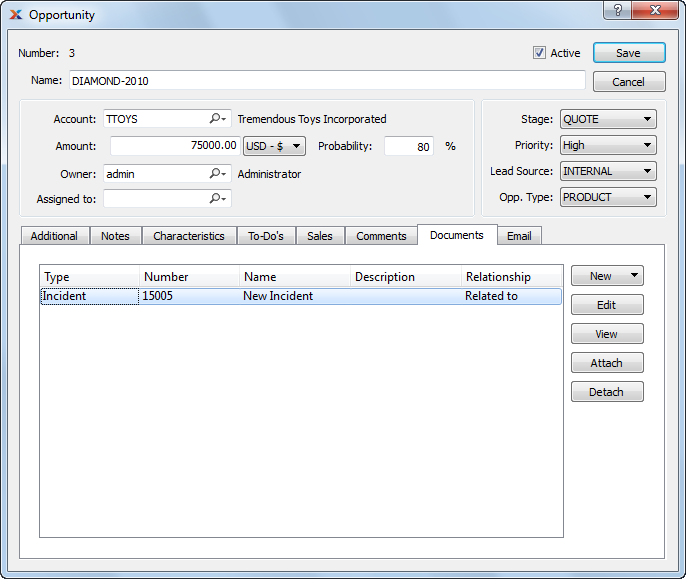 Opportunity
Number: 3
Active
Save
Name: DIAMOND-2010
Cancel
Account: TTOYS Tremendous Toys Incorporated
Stage: QUOTE
Amount: 75000.00 USD - $ Probability: 80 %
Priority: High
Owner: admin Administrator
Lead Source: INTERNAL
Assigned to:
Opp. Type: PRODUCT
Additional Notes Characteristics To-Do's Sales Comments Documents Email
Type Number Name Description Relationship
Incident 15005 New Incident Related to
New
Edit
View
Attach
Detach